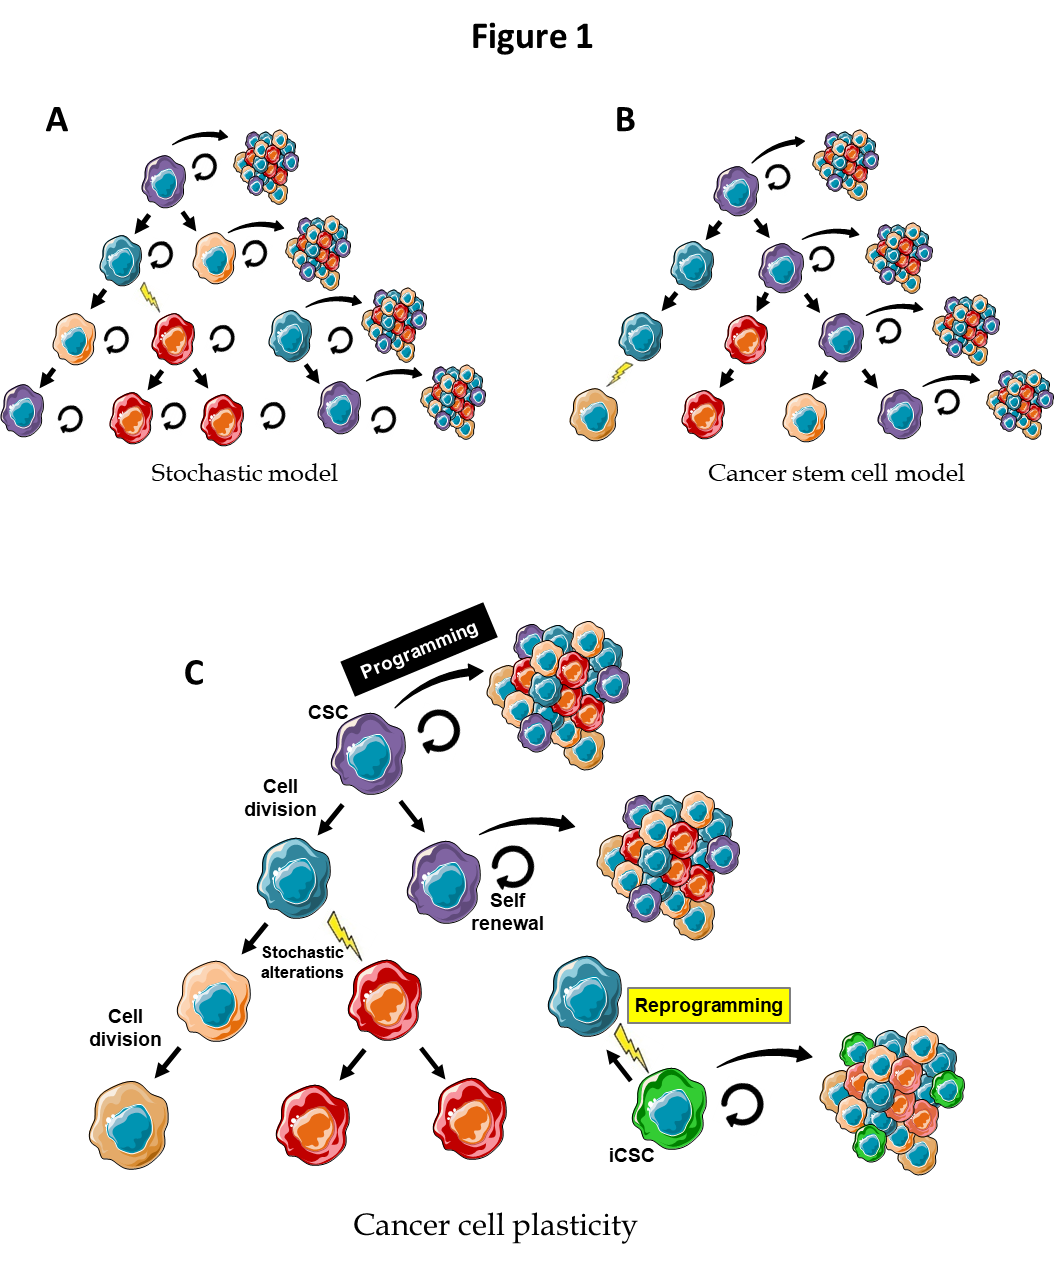 Figure 1
A
B
Stochastic model
Cancer stem cell model
C
Programming
CSC
Cell
division
Self
renewal
Stochastic
alterations
Cell
division
Reprogramming
iCSC
Cancer cell plasticity